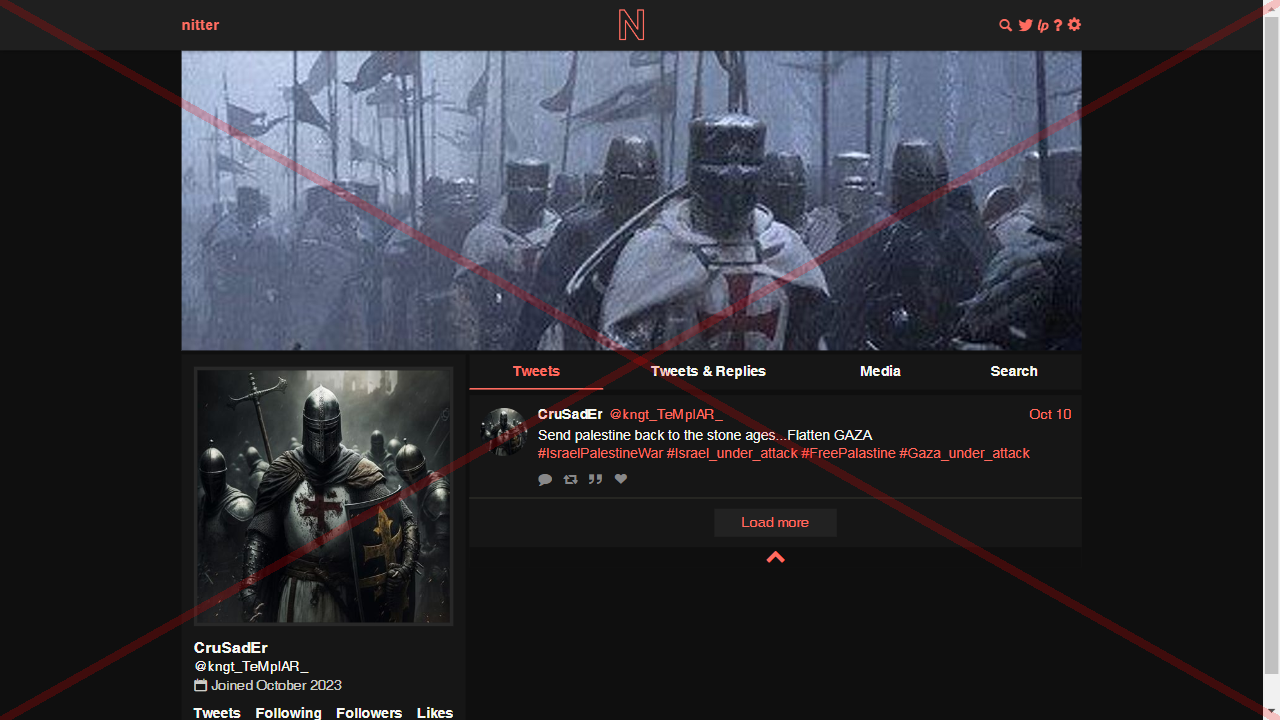 nitter
N
lp ?
Tweets
Tweets & Replies
Media
Search
CruSadEr @kngt_TeMplAR_
Oct 10
Send palestine back to the stone ages...Flatten GAZA
#IsraelPalestineWar #Israel_under_attack #FreePalastine #Gaza_under_attack
Load more
CruSadEr
@kngt_TeMplAR_
Joined October 2023
Tweets Following Followers Likes